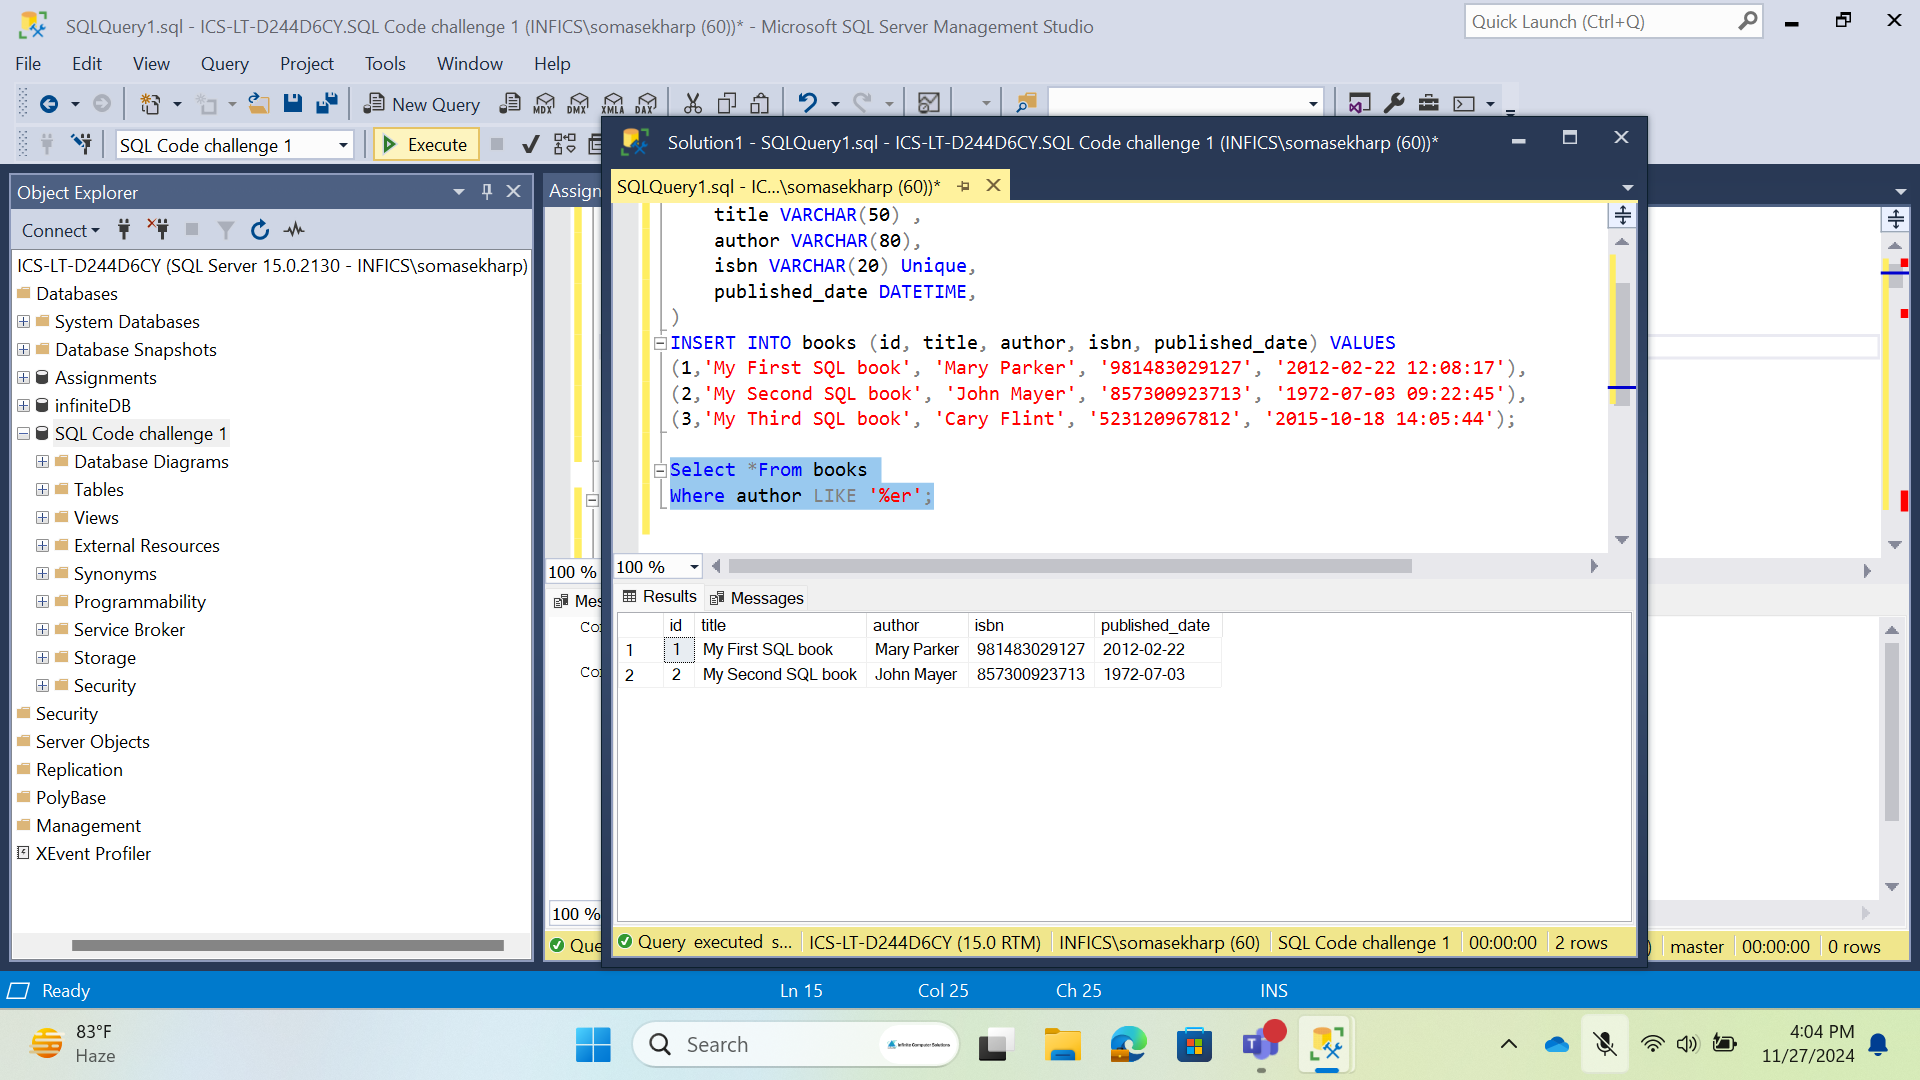 SQLQuery1.sql - ICS-LT-D244D6CY.SQL Code challenge 1 (INFICS\somasekharp (60))* - Microsoft SQL Server Management Studio
Quick Launch (Ctrl+Q)
File Edit View Query Project Tools Window Help
New Query MDX DMX XMLA DAX
SQL Code challenge 1 Execute
Solution1 - SQLQuery1.sql - ICS-LT-D244D6CY.SQL Code challenge 1 (INFICS\somasekharp (60))*
Object Explorer
Connect
ICS-LT-D244D6CY (SQL Server 15.0.2130 - INFICS\somasekharp)
Databases
System Databases
Database Snapshots
Assignments
infiniteDB
SQL Code challenge 1
Database Diagrams
Tables
Views
External Resources
Synonyms
Programmability
Service Broker
Storage
Security
Security
Server Objects
Replication
PolyBase
Management
XEvent Profiler
Assign
100 %
Mes
Co
Co
100 %
Que
SQLQuery1.sql - IC...\somasekharp (60))*
title VARCHAR(50) ,
author VARCHAR(80),
isbn VARCHAR(20) Unique,
published_date DATETIME,
)
INSERT INTO books (id, title, author, isbn, published_date) VALUES
(1,'My First SQL book', 'Mary Parker', '981483029127', '2012-02-22 12:08:17'),
(2,'My Second SQL book', 'John Mayer', '857300923713', '1972-07-03 09:22:45'),
(3,'My Third SQL book', 'Cary Flint', '523120967812', '2015-10-18 14:05:44');
Select *From books
Where author LIKE '%er';
100 %
Results Messages
id title author isbn published_date
1 1 My First SQL book Mary Parker 981483029127 2012-02-22
2 2 My Second SQL book John Mayer 857300923713 1972-07-03
Query executed s... ICS-LT-D244D6CY (15.0 RTM) INFICS\somasekharp (60) SQL Code challenge 1 00:00:00 2 rows
) master 00:00:00 0 rows
Ready Ln 15 Col 25 Ch 25 INS
83°F
Haze
Search
Infinite Computer Solutions
4:04 PM
11/27/2024